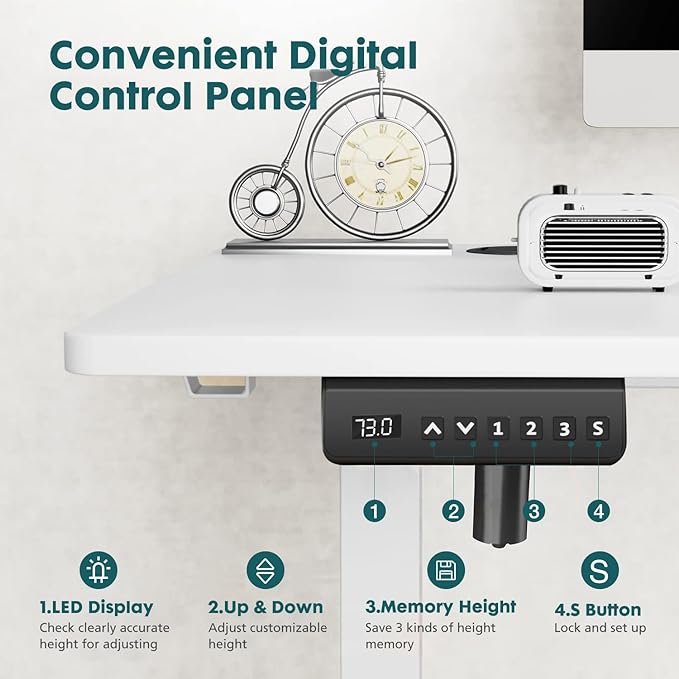 Convenient Digital
Control Panel
73.0 1 2 3 S
1 2 3 4
S
1.LED Display
Check clearly accurate
height for adjusting
2.Up & Down
Adjust customizable
height
3.Memory Height
Save 3 kinds of height
memory
4.S Button
Lock and set up